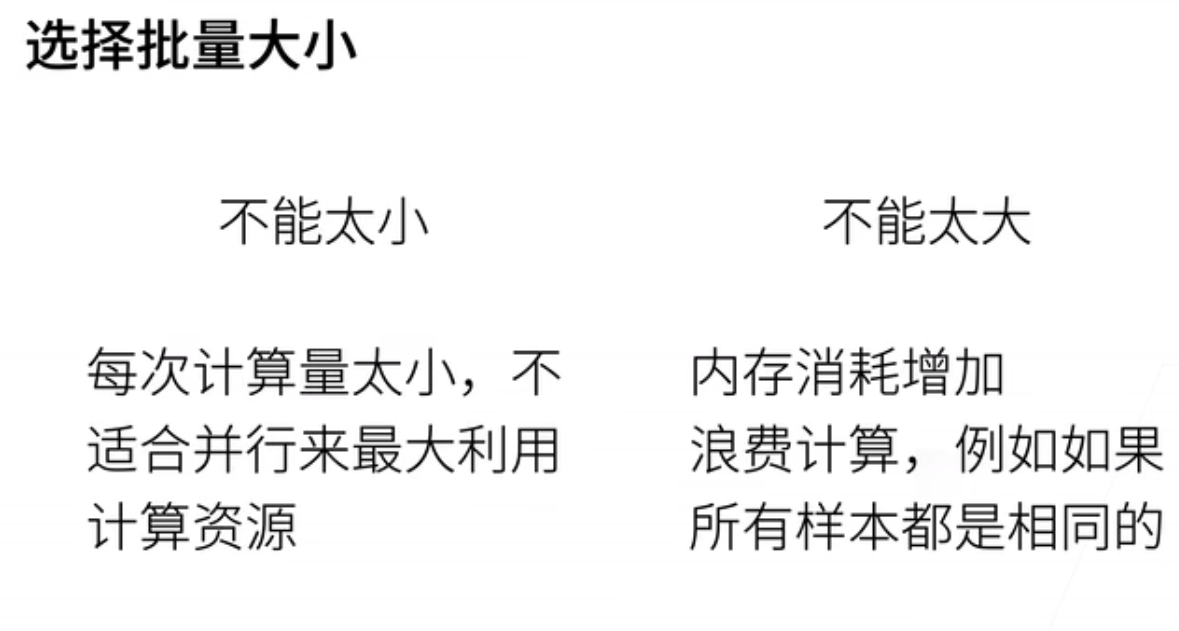 选择批量大小
不能太小
每次计算量太小，不
适合并行来最大利用
计算资源
不能太大
内存消耗增加
浪费计算，例如如果
所有样本都是相同的